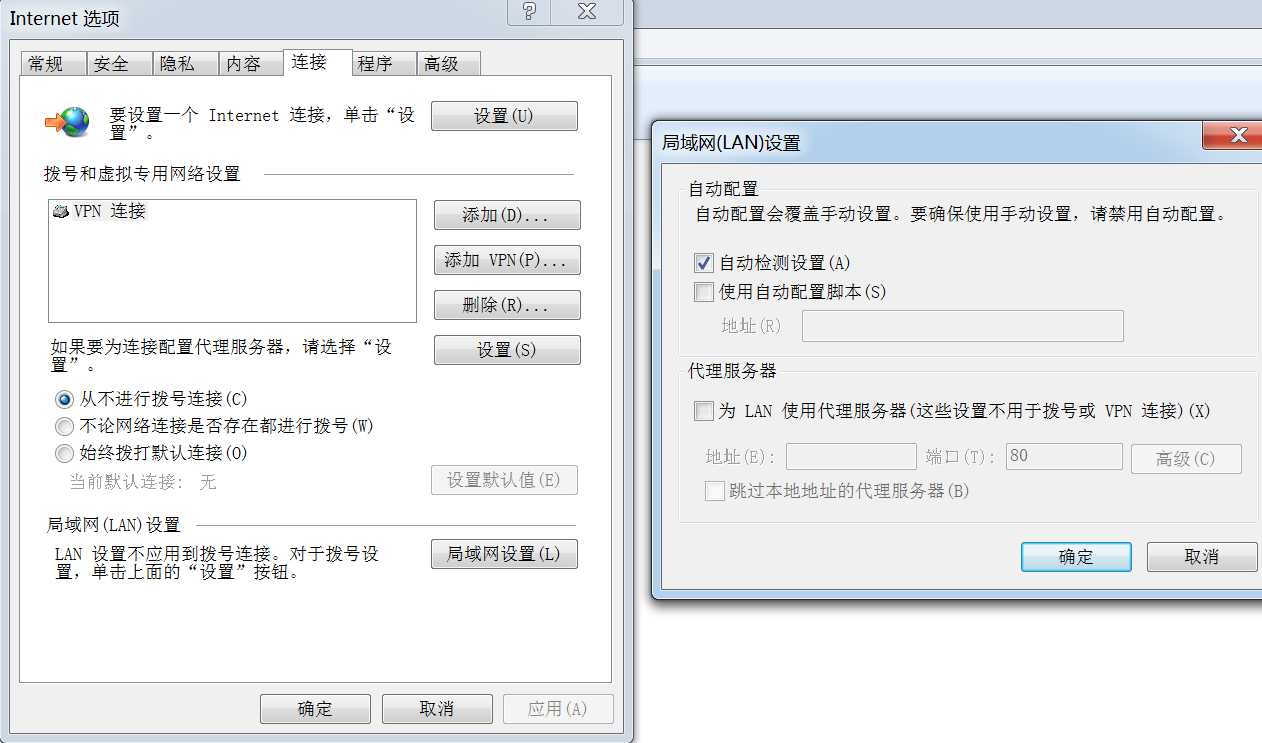 Internet 选项
常规 安全 隐私 内容 连接 程序 高级
要设置一个 Internet 连接，单击“设
置”。
设置(U)
拨号和虚拟专用网络设置
VPN 连接
添加(D)...
添加 VPN(P)...
删除(R)...
设置(S)
如果要为连接配置代理服务器，请选择“设
置”。
从不进行拨号连接(C)
不论网络连接是否存在都进行拨号(W)
始终拨打默认连接(O)
当前默认连接: 无
设置默认值(E)
局域网(LAN)设置
LAN 设置不应用到拨号连接。对于拨号设
置，单击上面的“设置”按钮。
局域网设置(L)
确定 取消 应用(A)
局域网(LAN)设置
自动配置
自动配置会覆盖手动设置。要确保使用手动设置，请禁用自动配置。
自动检测设置(A)
使用自动配置脚本(S)
地址(R)
代理服务器
为 LAN 使用代理服务器(这些设置不用于拨号或 VPN 连接)(X)
地址(E): 端口(T): 80 高级(C)
跳过本地地址的代理服务器(B)
确定 取消